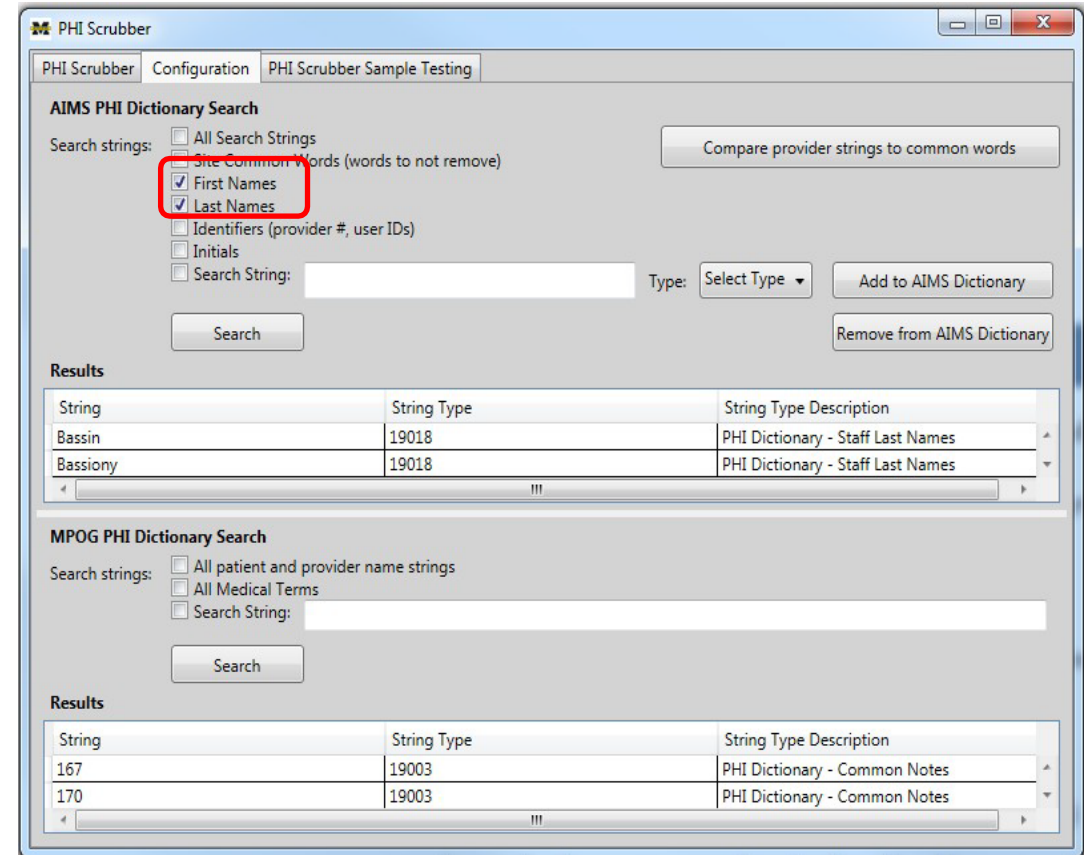 PHI Scrubber
PHI Scrubber Configuration PHI Scrubber Sample Testing
AIMS PHI Dictionary Search
Search strings: All Search Strings
Compare provider strings to common words
Site Common Words (words to not remove)
First Names
Last Names
Identifiers (provider #, user IDs)
Initials
Search String: Type: Select Type Add to AIMS Dictionary
Search Remove from AIMS Dictionary
Results
String String Type String Type Description
Bassin 19018 PHI Dictionary - Staff Last Names
Bassiony 19018 PHI Dictionary - Staff Last Names
MPOG PHI Dictionary Search
Search strings: All patient and provider name strings
All Medical Terms
Search String:
Search
Results
String String Type String Type Description
167 19003 PHI Dictionary - Common Notes
170 19003 PHI Dictionary - Common Notes